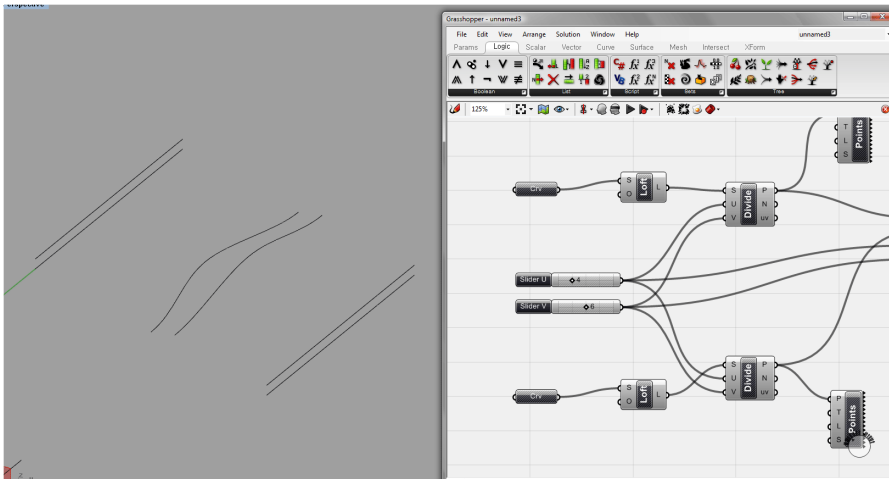 Perspective
Grasshopper - unnamed3
File Edit View Arrange Solution Window Help unnamed3
Params Logic Scalar Vector Curve Surface Mesh Intersect XForm
Boolean List Script Sets Tree
125%
T
L
S
Points
Crv
S
O
Loft
L
S
U
V
Divide
P
N
uv
Slider U 4
Slider V 6
Crv
S
O
Loft
L
S
U
V
Divide
P
N
uv
P
T
L
S
Points
z